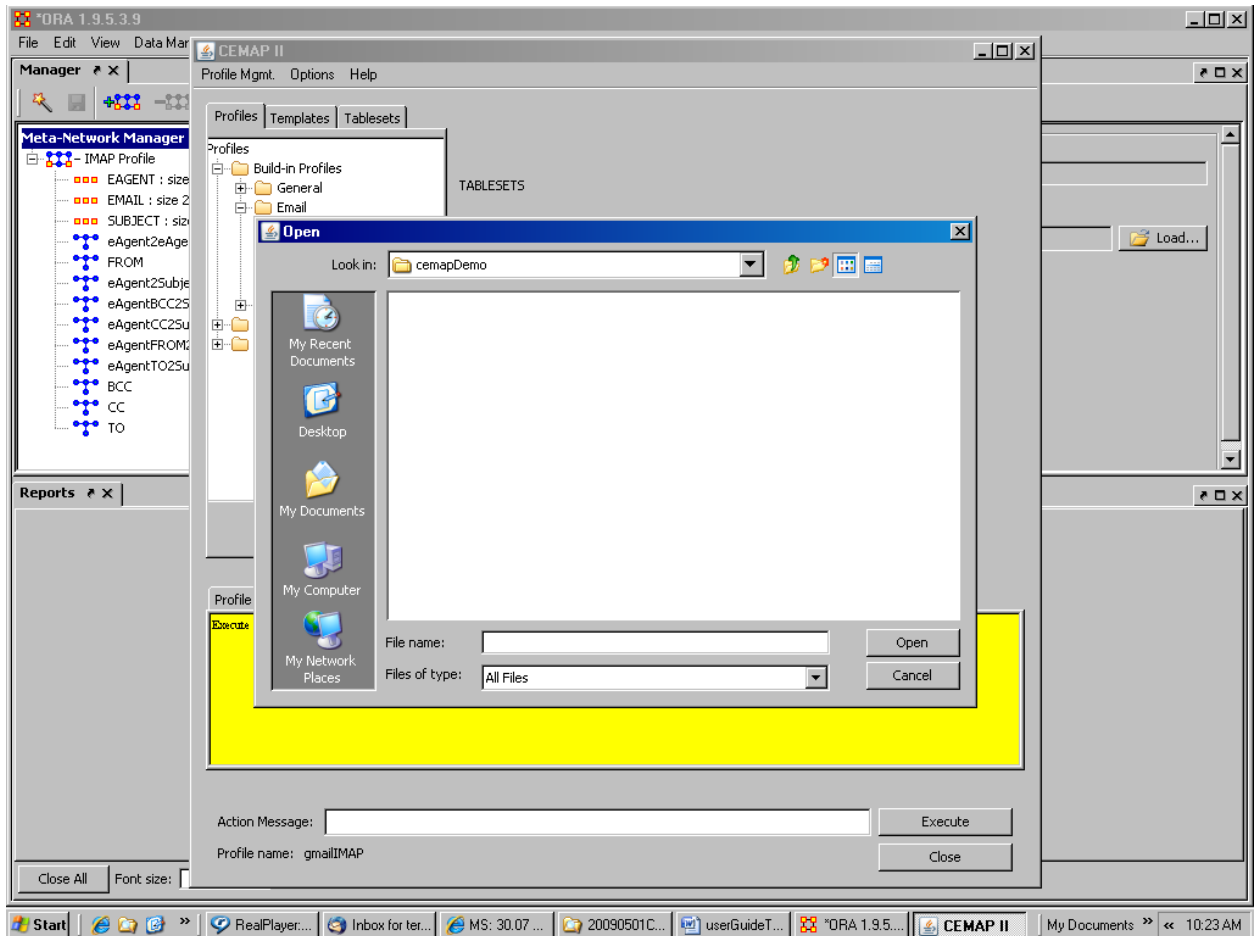 *ORA 1.9.5.3.9
File Edit View Data Mar
CEMAP II
Profile Mgmt. Options Help
Manager
Meta-Network Manager
IMAP Profile
EAGENT : size
EMAIL : size 2
SUBJECT : siz
eAgent2eAge
FROM
eAgent2Subje
eAgentBCC2S
eAgentCC2Su
eAgentFROM2
eAgentTO2Su
BCC
CC
TO
Profiles Templates Tablesets
Profiles
Build-in Profiles
General
Email
TABLESETS
Load...
Open
Look in: cemapDemo
My Recent Documents
Desktop
My Documents
My Computer
My Network Places
File name: Open
Files of type: All Files Cancel
Reports
Profile
Execute
Action Message: Execute
Profile name: gmailIMAP Close
Close All Font size:
Start » RealPlayer:... Inbox for ter... MS: 30.07 ... 20090501C... userGuideT... *ORA 1.9.5.... CEMAP II My Documents » « 10:23 AM